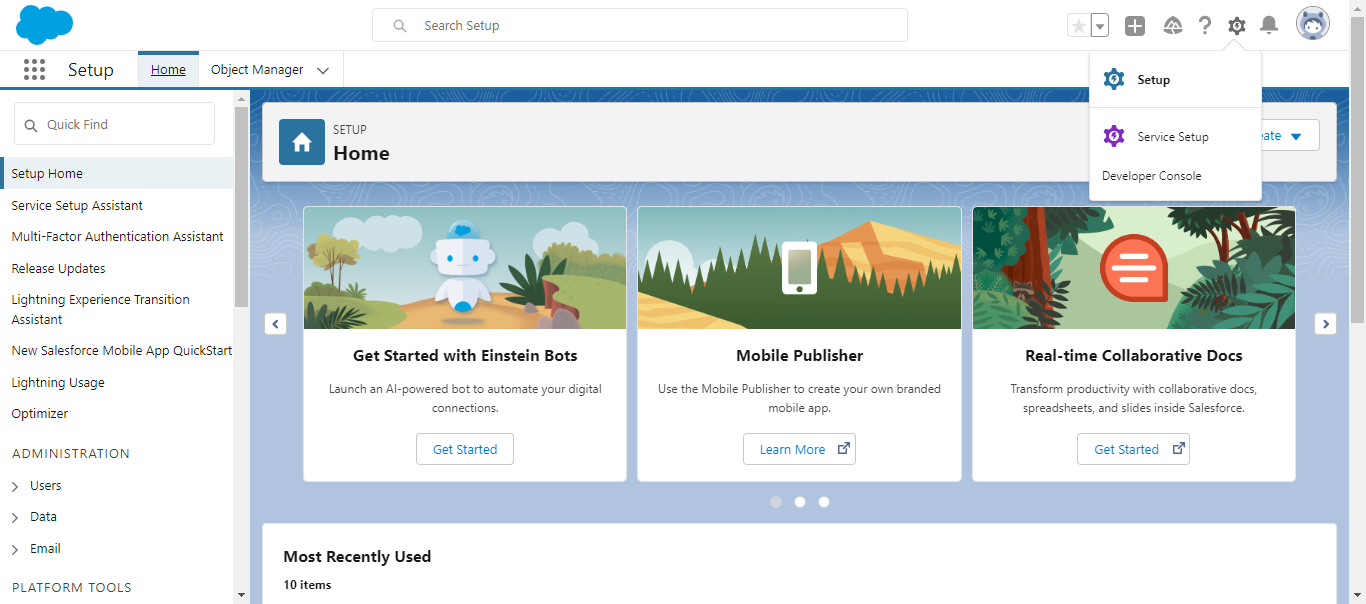 Search Setup
Setup
Home
Object Manager
Setup
Service Setup
Developer Console
Quick Find
Setup Home
Service Setup Assistant
Multi-Factor Authentication Assistant
Release Updates
Lightning Experience Transition
Assistant
New Salesforce Mobile App QuickStart
Lightning Usage
Optimizer
ADMINISTRATION
Users
Data
Email
PLATFORM TOOLS
SETUP
Home
Get Started with Einstein Bots
Launch an AI-powered bot to automate your digital
connections.
Get Started
Mobile Publisher
Use the Mobile Publisher to create your own branded
mobile app.
Learn More
Real-time Collaborative Docs
Transform productivity with collaborative docs,
spreadsheets, and slides inside Salesforce.
Get Started
Most Recently Used
10 items